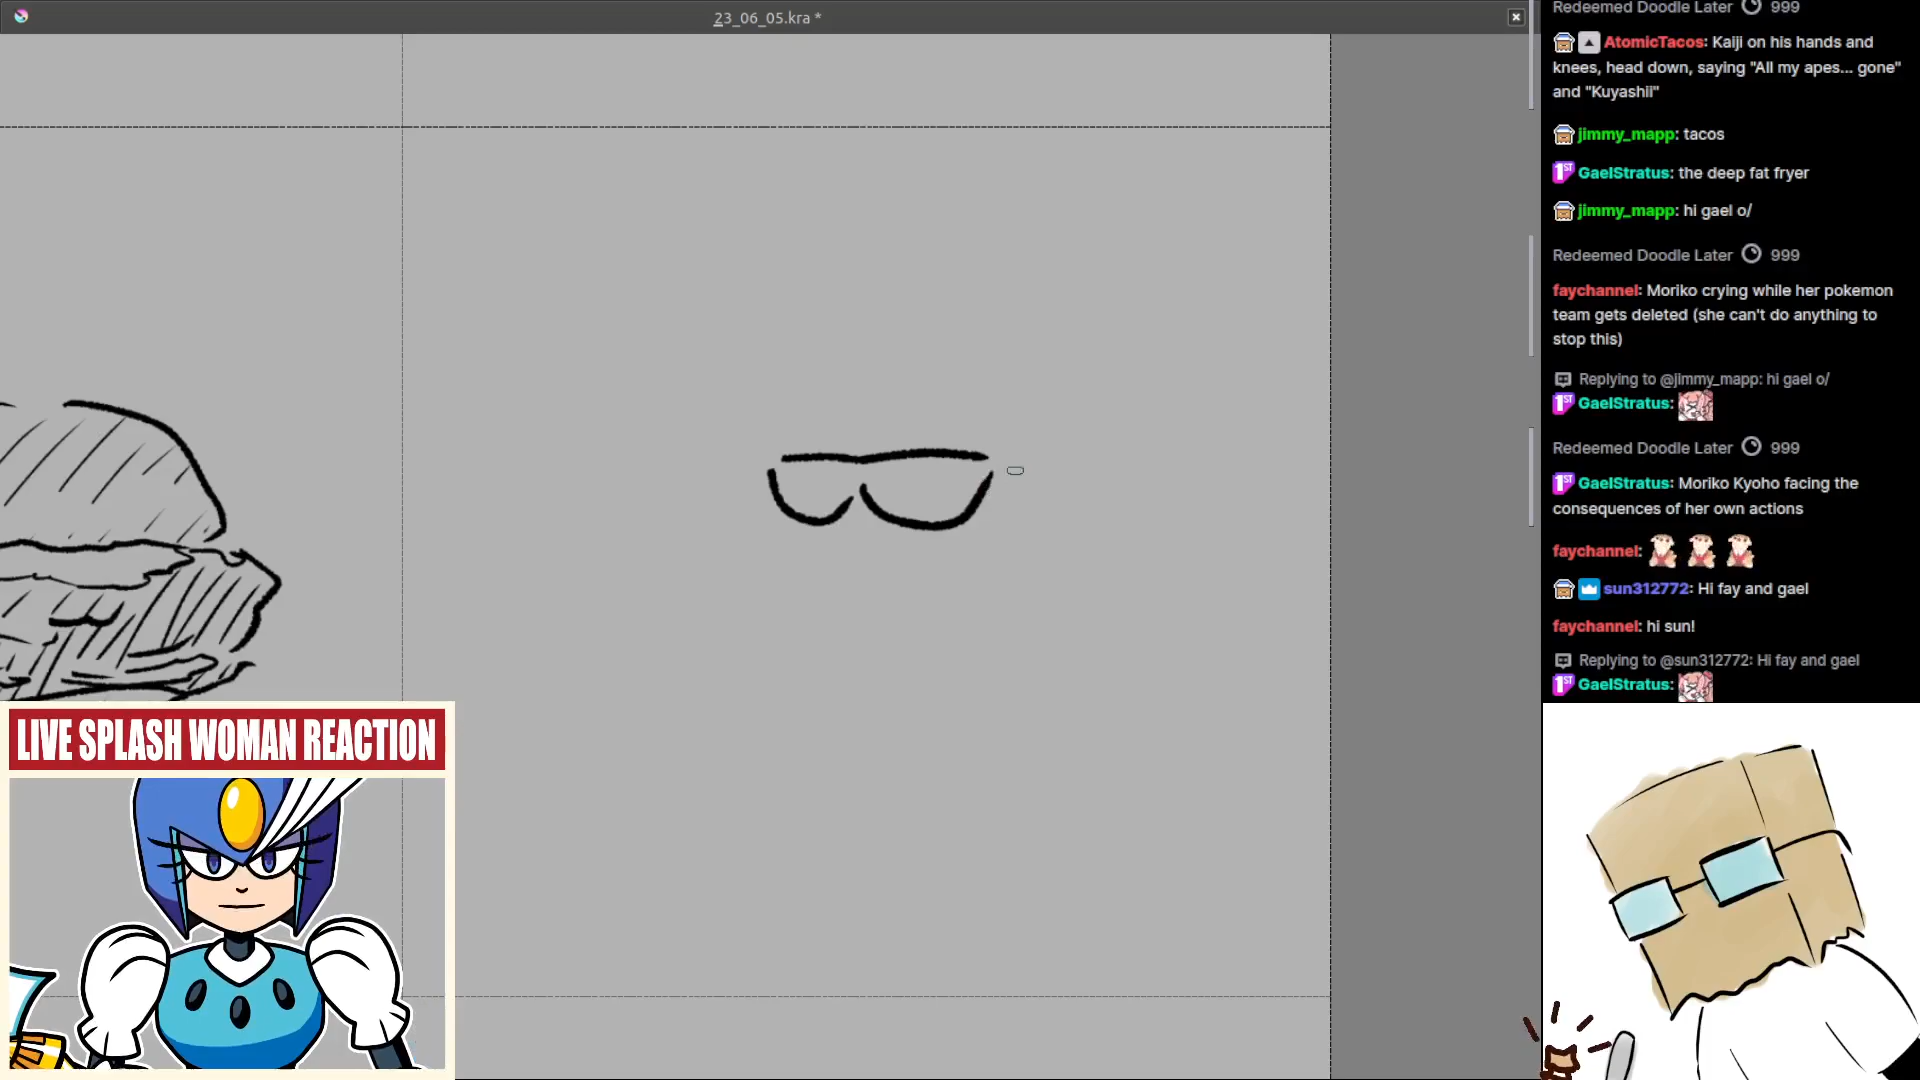 23_06_05.kra *
Redeemed Doodle Later 999
AtomicTacos: Kaiji on his hands and
knees, head down, saying "All my apes... gone"
and "Kuyashii"
jimmy_mapp: tacos
1ST GaelStratus: the deep fat fryer
jimmy_mapp: hi gael o/
Redeemed Doodle Later 999
faychannel: Moriko crying while her pokemon
team gets deleted (she can't do anything to
stop this)
Replying to @jimmy_mapp: hi gael o/
1ST GaelStratus:
Redeemed Doodle Later 999
1ST GaelStratus: Moriko Kyoho facing the
consequences of her own actions
faychannel:
sun312772: Hi fay and gael
faychannel: hi sun!
Replying to @sun312772: Hi fay and gael
1ST GaelStratus:
LIVE SPLASH WOMAN REACTION